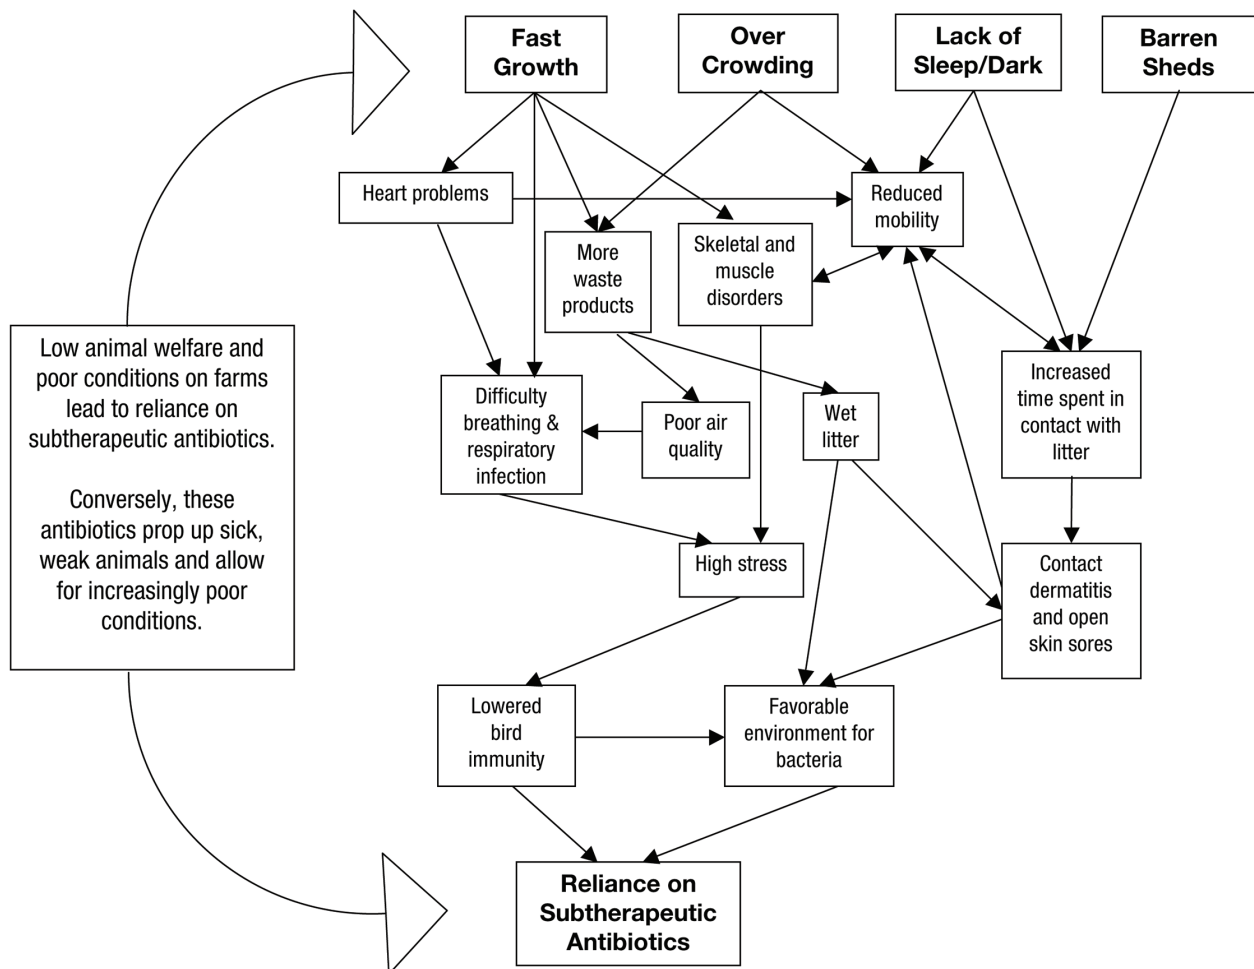 Fast
Growth
Over
Crowding
Lack of
Sleep/Dark
Barren
Sheds
Heart problems
Reduced
mobility
More
waste
products
Skeletal and
muscle
disorders
Low animal welfare and
poor conditions on farms
lead to reliance on
subtherapeutic antibiotics.
Conversely, these
antibiotics prop up sick,
weak animals and allow
for increasingly poor
conditions.
Difficulty
breathing &
respiratory
infection
Poor air
quality
Wet
litter
Increased
time spent in
contact with
litter
High stress
Contact
dermatitis
and open
skin sores
Lowered
bird
immunity
Favorable
environment for
bacteria
Reliance on
Subtherapeutic
Antibiotics